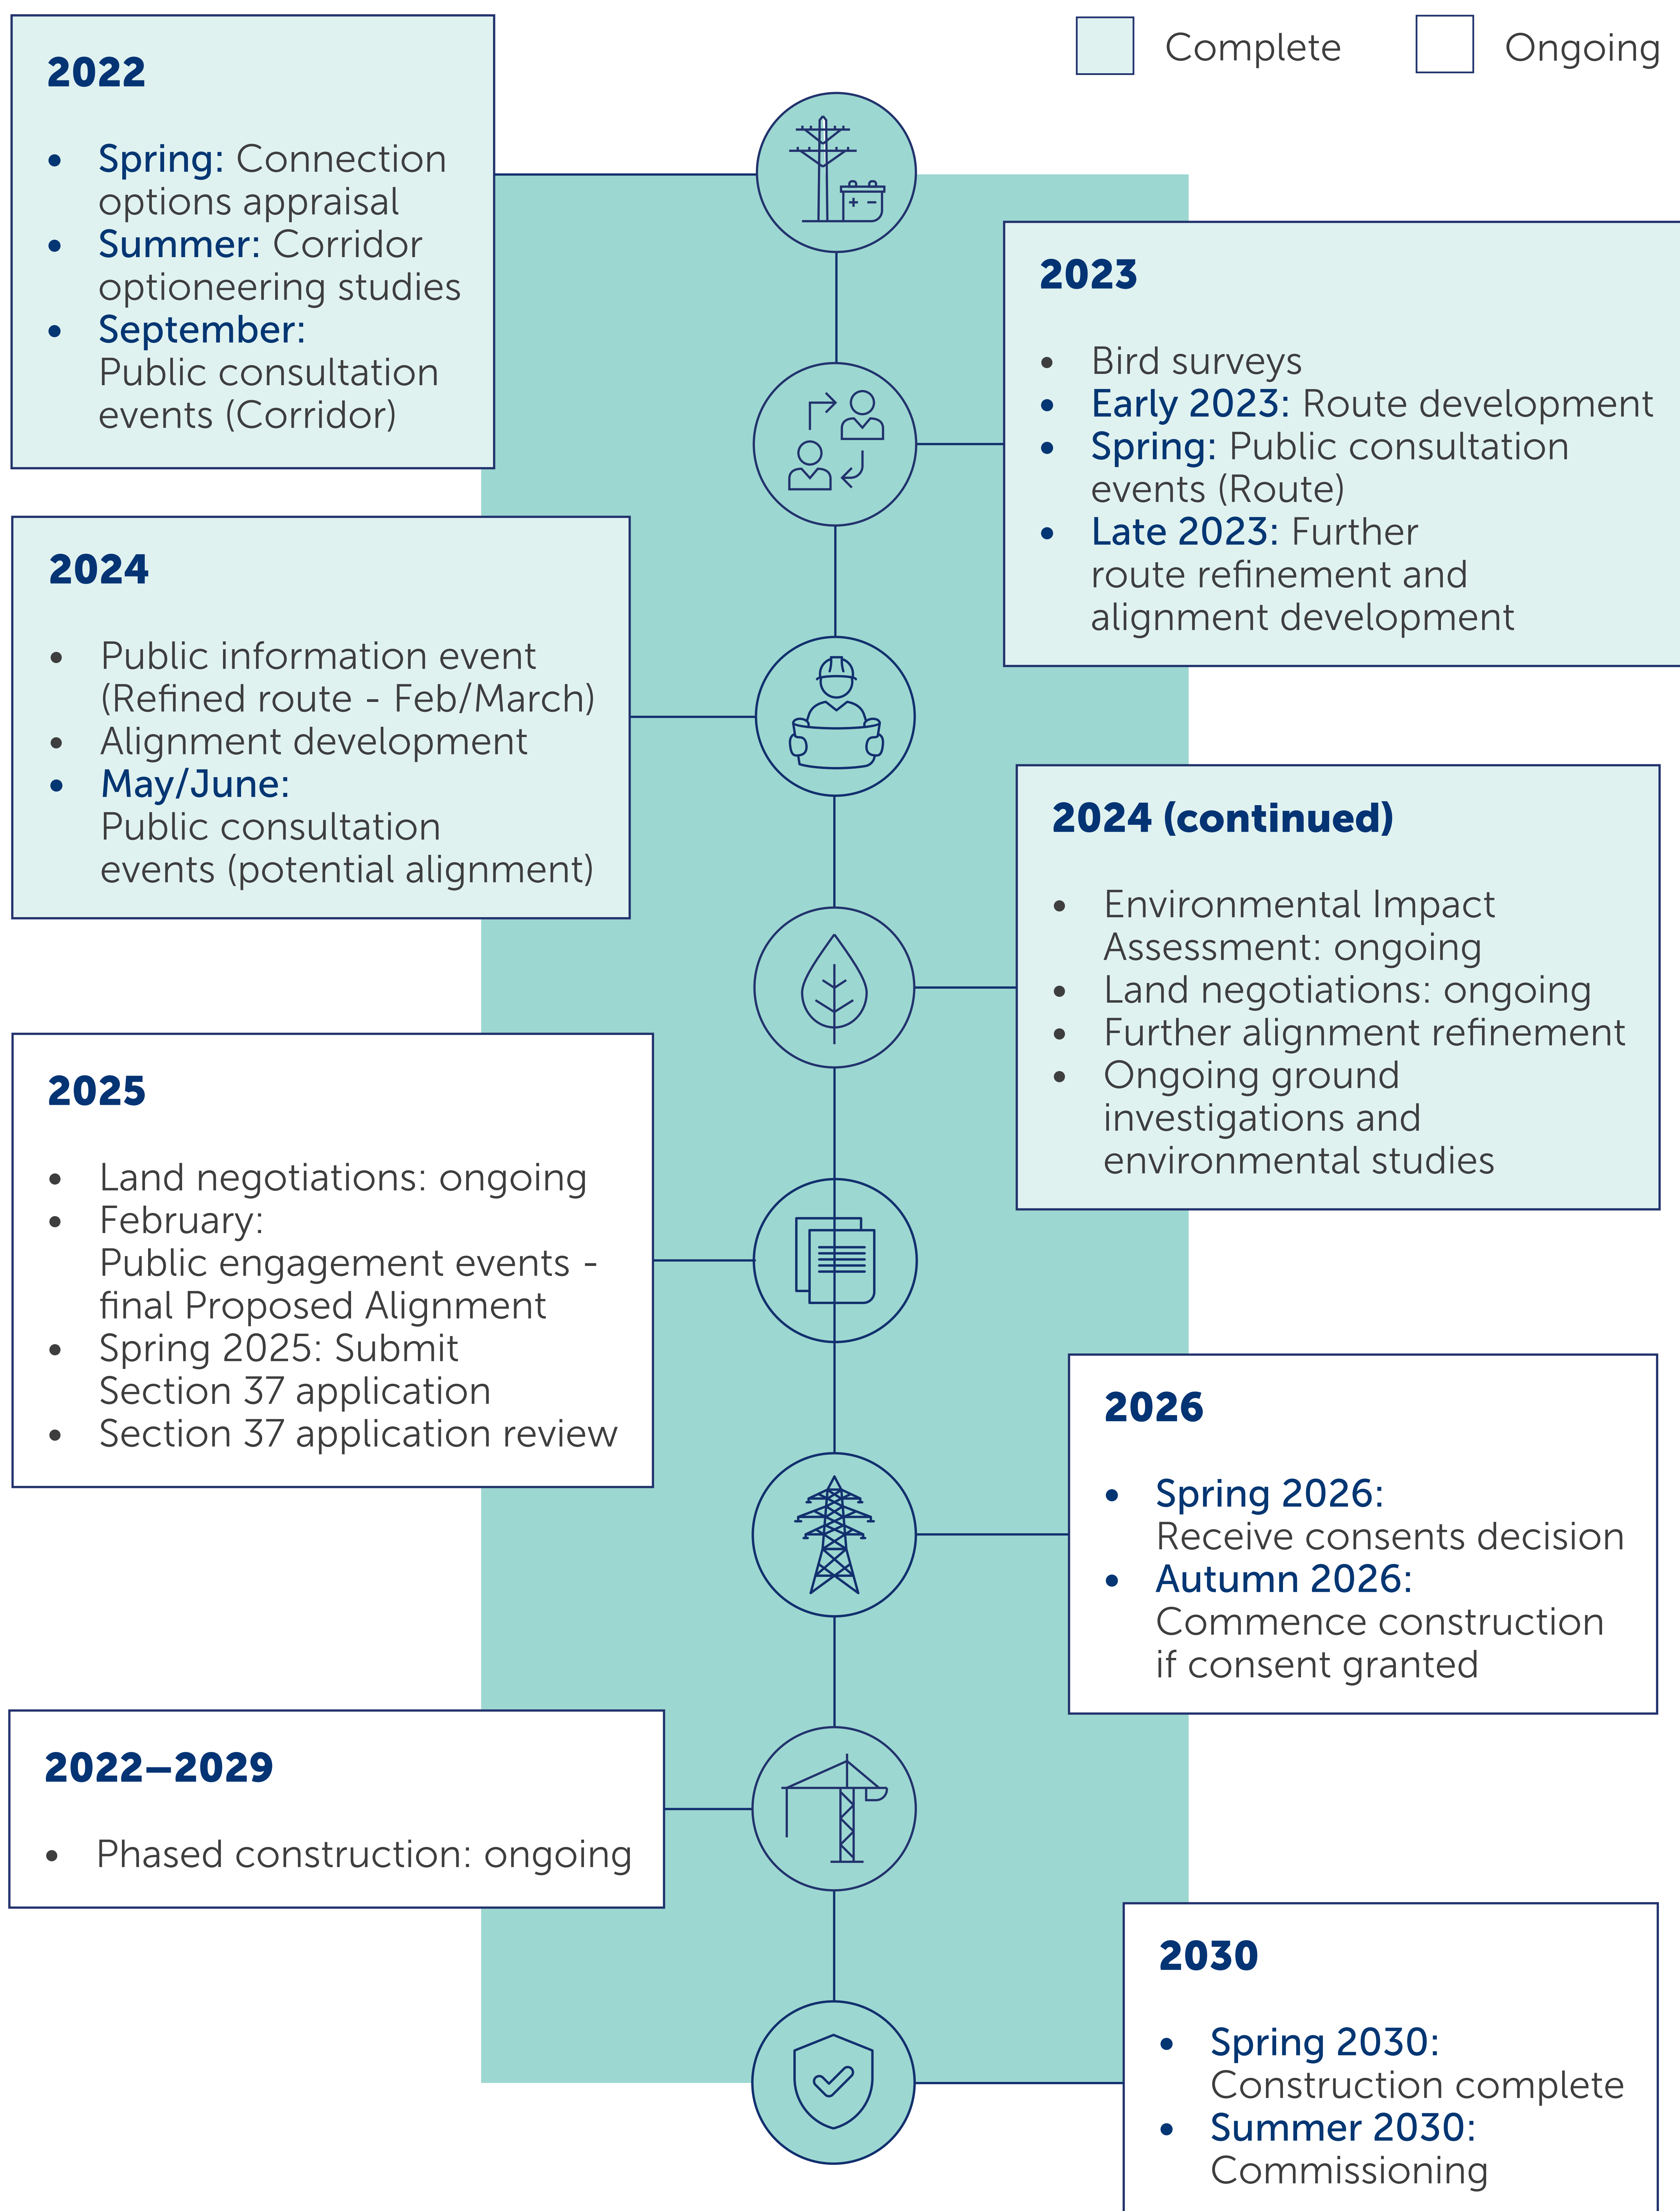 Complete
Ongoing
2022
• Spring: Connection
options appraisal
• Summer: Corridor
optioneering studies
• September:
Public consultation
events (Corridor)
2023
• Bird surveys
• Early 2023: Route development
• Spring: Public consultation
events (Route)
• Late 2023: Further
route refinement and
alignment development
2024
• Public information event
(Refined route - Feb/March)
• Alignment development
• May/June:
Public consultation
events (potential alignment)
2024 (continued)
• Environmental Impact
Assessment: ongoing
• Land negotiations: ongoing
• Further alignment refinement
• Ongoing ground
investigations and
environmental studies
2025
• Land negotiations: ongoing
• February:
Public engagement events -
final Proposed Alignment
• Spring 2025: Submit
Section 37 application
• Section 37 application review
2026
• Spring 2026:
Receive consents decision
• Autumn 2026:
Commence construction
if consent granted
2022–2029
• Phased construction: ongoing
2030
• Spring 2030:
Construction complete
• Summer 2030:
Commissioning